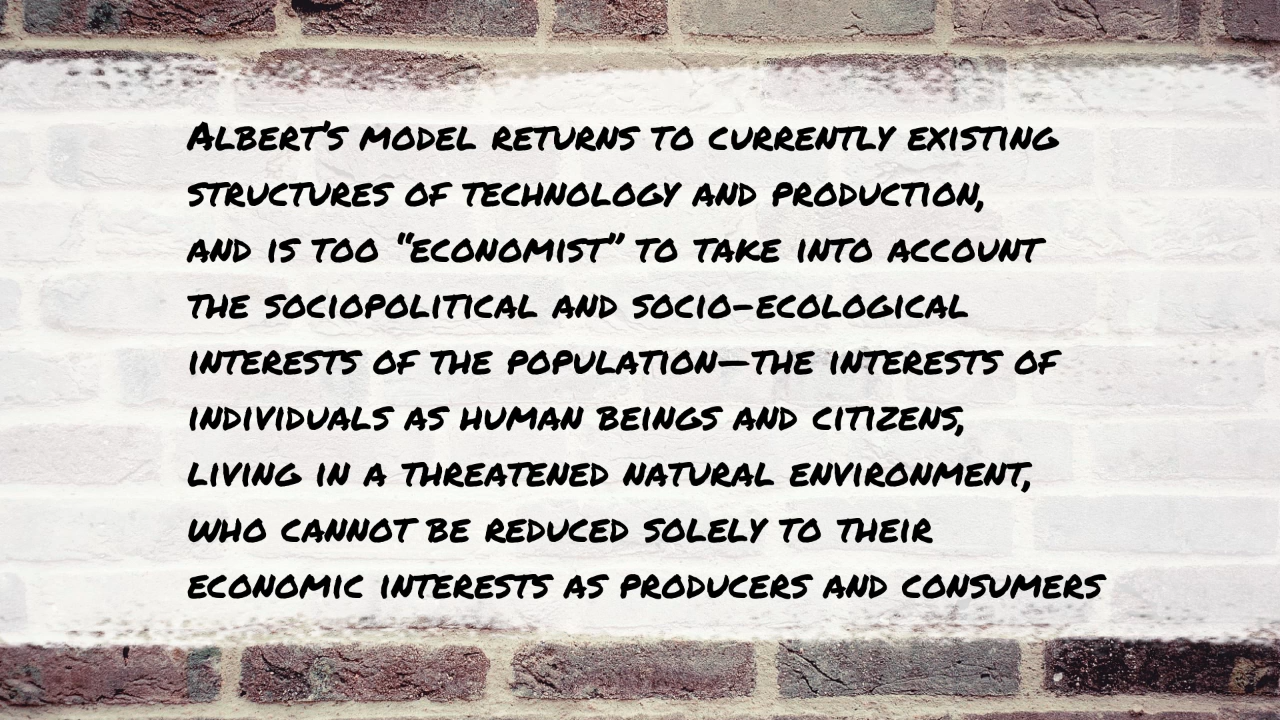 Albert's model returns to currently existing
structures of technology and production,
and is too “economist” to take into account
the sociopolitical and socio-ecological
interests of the population—the interests of
individuals as human beings and citizens,
living in a threatened natural environment,
who cannot be reduced solely to their
economic interests as producers and consumers